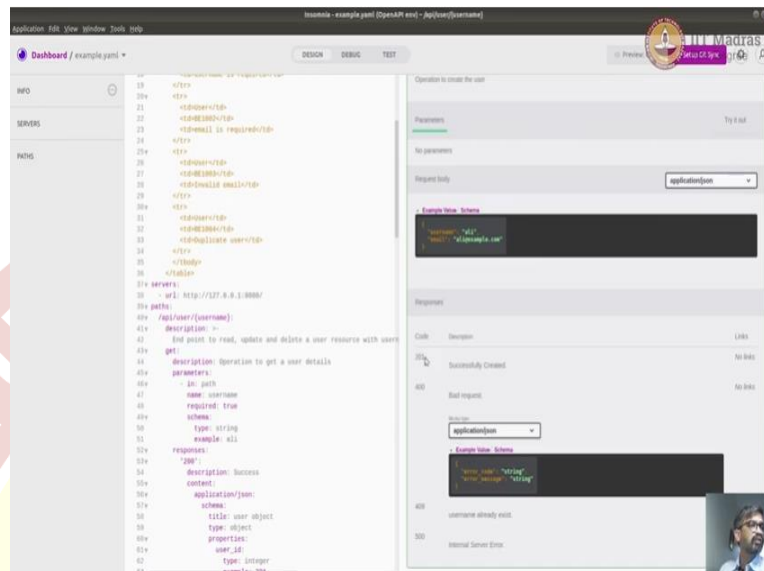 Insomnia - example.yaml (OpenAPI env) - /api/user/{username}
Application Edit View Window Tools Help
Dashboard / example.yaml
DESIGN DEBUG TEST
Preview
Setup Git Sync
IIT Madras
INFO
SERVERS
PATHS
19 </tr>
20 <tr>
21 <td>User</td>
22 <td>BE1002</td>
23 <td>email is required</td>
24 </tr>
25 <tr>
26 <td>User</td>
27 <td>BE1003</td>
28 <td>Invalid email</td>
29 </tr>
30 <tr>
31 <td>User</td>
32 <td>BE1004</td>
33 <td>Duplicate user</td>
34 </tr>
35 </tbody>
36 </table>
37 servers:
38 - url: http://127.0.0.1:8000/
39 paths:
40 /api/user/{username}:
41 description: >-
42 End point to read, update and delete a user resource with usern
43 get:
44 description: Operation to get a user details
45 parameters:
46 - in: path
47 name: username
48 required: true
49 schema:
50 type: string
51 example: ali
52 responses:
53 '200':
54 description: Success
55 content:
56 application/json:
57 schema:
58 title: user object
59 type: object
60 properties:
61 user_id:
62 type: integer
Operation to create the user
Parameters Try it out
No parameters
Request body application/json
Example Value Schema
{
"username": "ali",
"email": "ali@example.com"
}
Responses
Code Description Links
201 Successfully Created. No links
400 Bad request. No links
Media type
application/json
Example Value Schema
{
"error_code": "string",
"error_message": "string"
}
409 username already exist.
500 Internal Server Error.